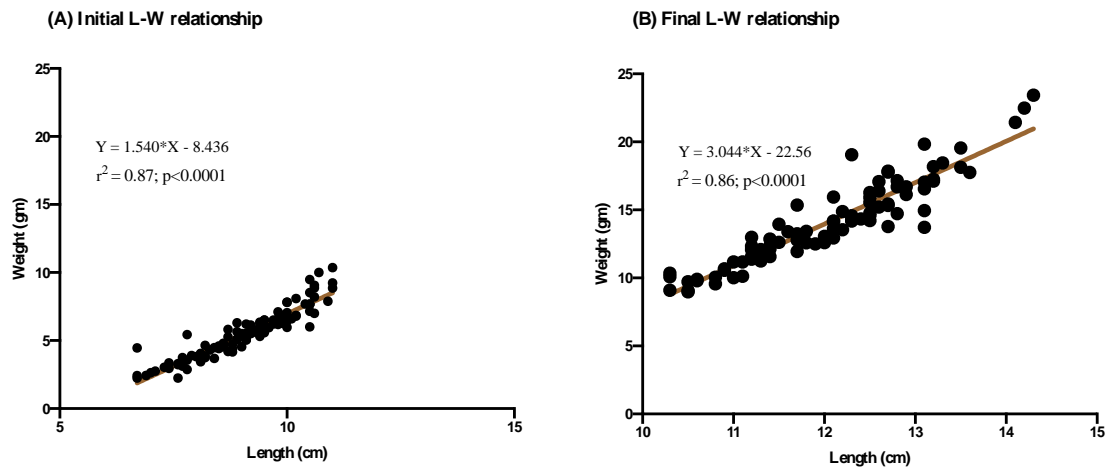 (A) Initial L-W relationship
25
20
15
10
5
0
Weight (gm)
Y = 1.540*X - 8.436
r2 = 0.87; p<0.0001
5
10
15
Length (cm)
(B) Final L-W relationship
25
20
15
10
5
0
Weight (gm)
Y = 3.044*X - 22.56
r2 = 0.86; p<0.0001
10
11
12
13
14
15
Length (cm)